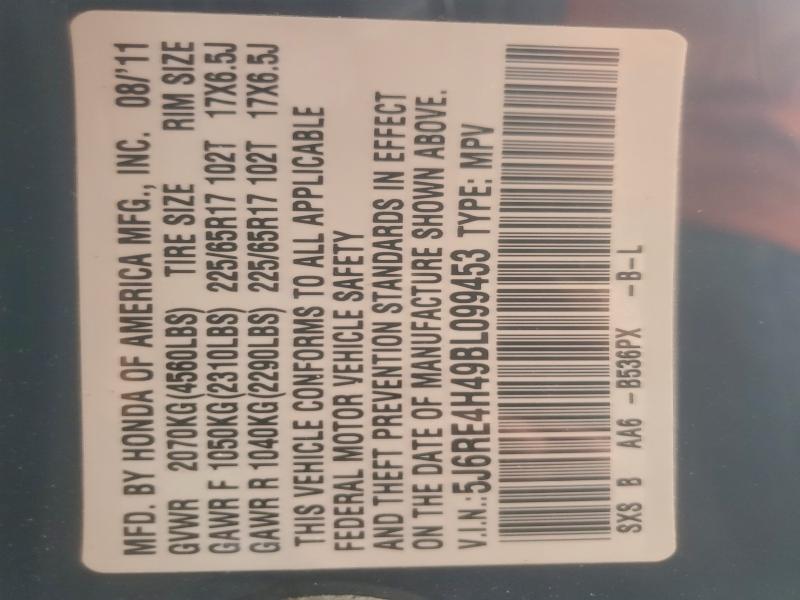 MFD. BY HONDA OF AMERICA MFG., INC. 08/'11
GVWR 2070KG(4560LBS) TIRE SIZE RIM SIZE
GAWR F 1050KG(2310LBS) 225/65R17 102T 17X6.5J
GAWR R 1040KG(2290LBS) 225/65R17 102T 17X6.5J
THIS VEHICLE CONFORMS TO ALL APPLICABLE
FEDERAL MOTOR VEHICLE SAFETY
AND THEFT PREVENTION STANDARDS IN EFFECT
ON THE DATE OF MANUFACTURE SHOWN ABOVE.
V.I.N.:5J6RE4H49BL099453 TYPE: MPV
SXS B AA6 -B536PX -B-L